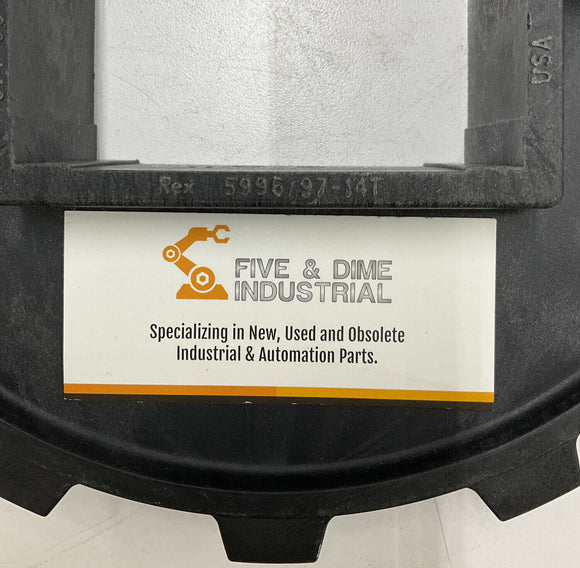 USA
Rex 5996/97-14T
FIVE & DIME
INDUSTRIAL
Specializing in New, Used and Obsolete
Industrial & Automation Parts.